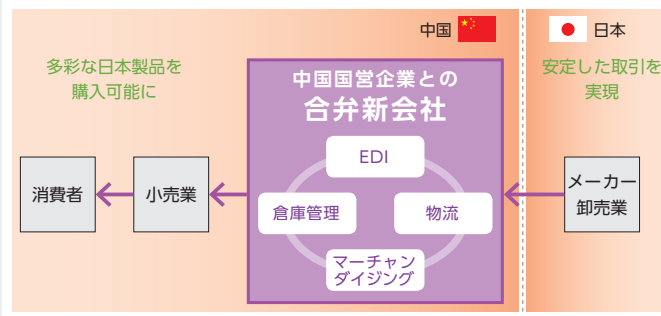 中国
日本
多彩な日本製品を
購入可能に
中国国営企業との
合弁新会社
安定した取引を
実現
EDI
消費者
小売業
倉庫管理
物流
メーカー
卸売業
マーチャン
ダイジング